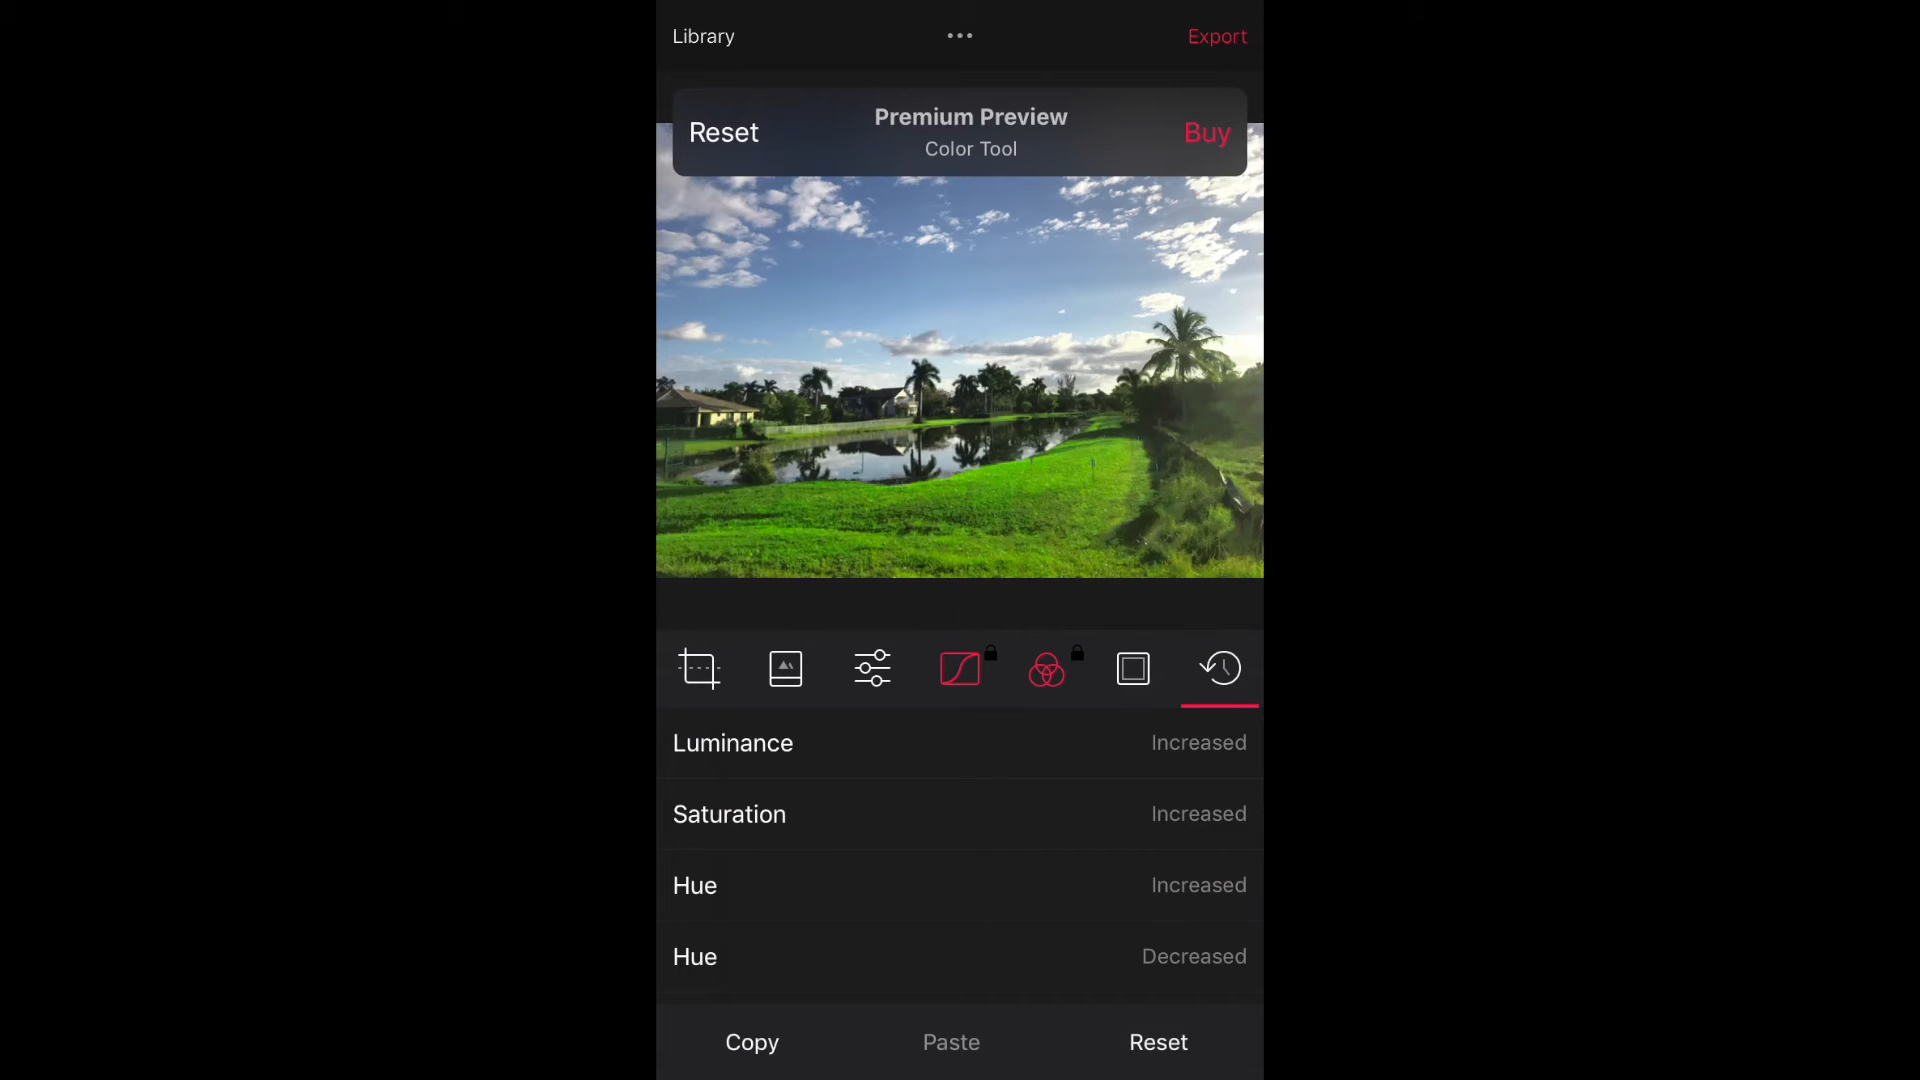 Library
Export
Reset
Premium Preview
Color Tool
Buy
Luminance
Increased
Saturation
Increased
Hue
Increased
Hue
Decreased
Copy
Paste
Reset